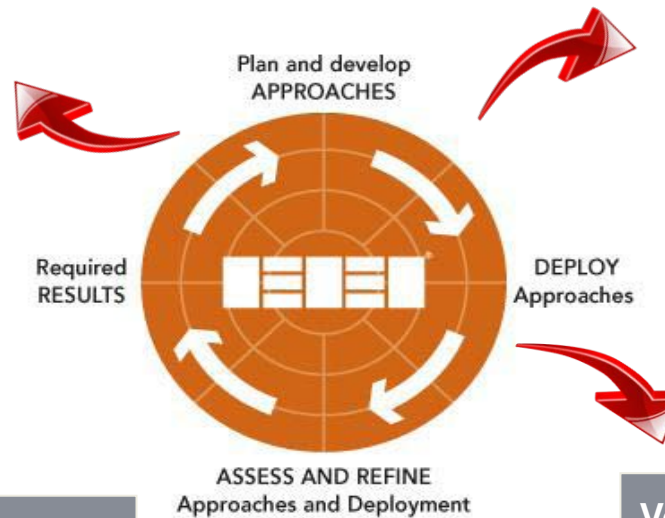 Plan and develop
APPROACHES
Required
RESULTS
DEPLOY
Approaches
ASSESS AND REFINE
Approaches and Deployment